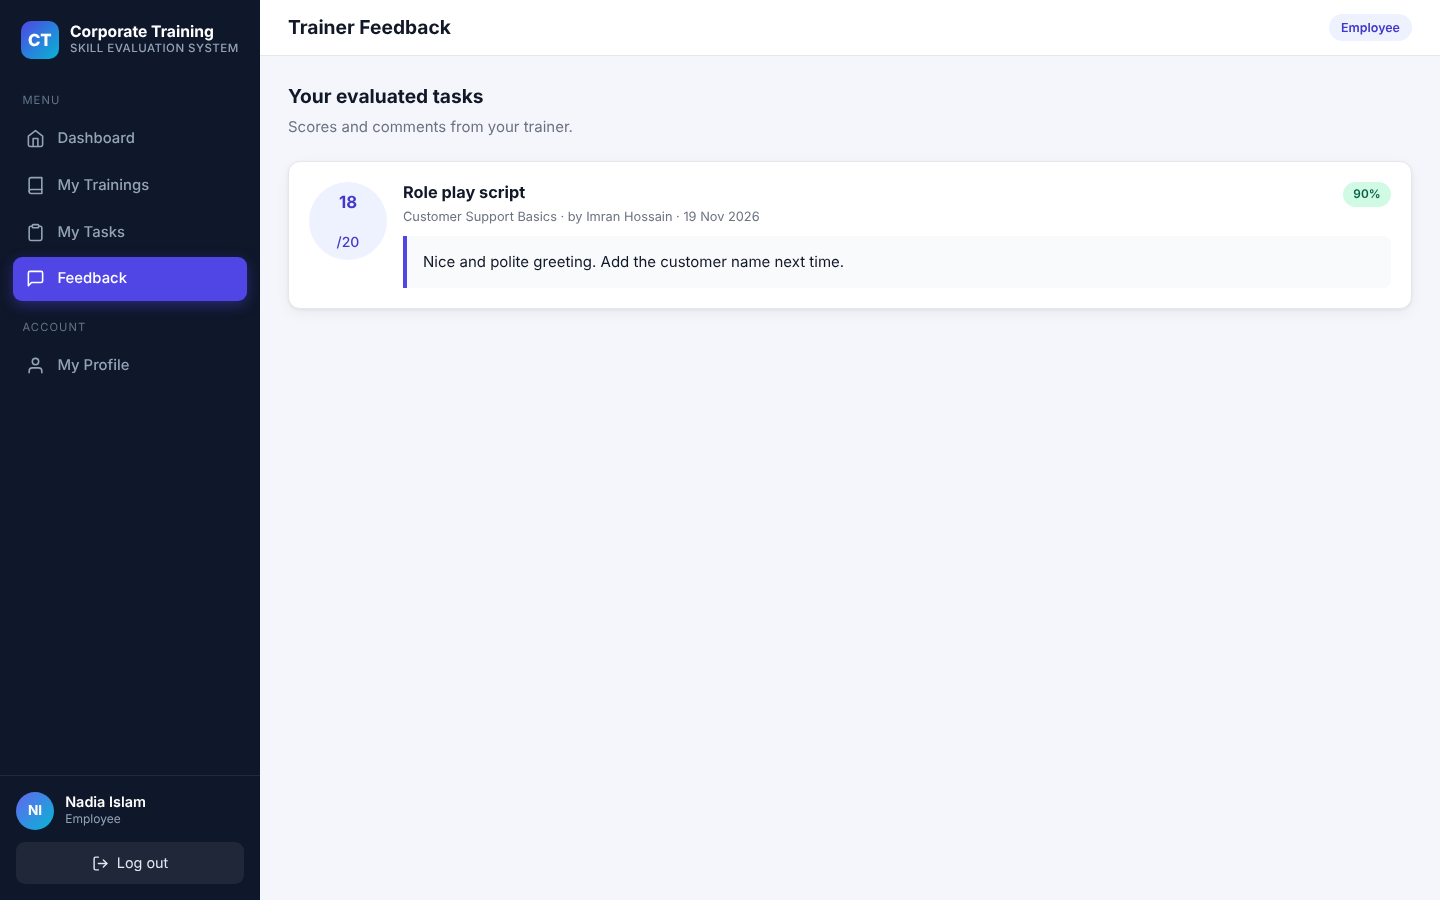 CT
Corporate Training
SKILL EVALUATION SYSTEM
MENU
Dashboard
My Trainings
My Tasks
Feedback
ACCOUNT
My Profile
NI
Nadia Islam
Employee
Log out
Trainer Feedback
Employee
Your evaluated tasks
Scores and comments from your trainer.
18
/20
Role play script
90%
Customer Support Basics · by Imran Hossain · 19 Nov 2026
Nice and polite greeting. Add the customer name next time.